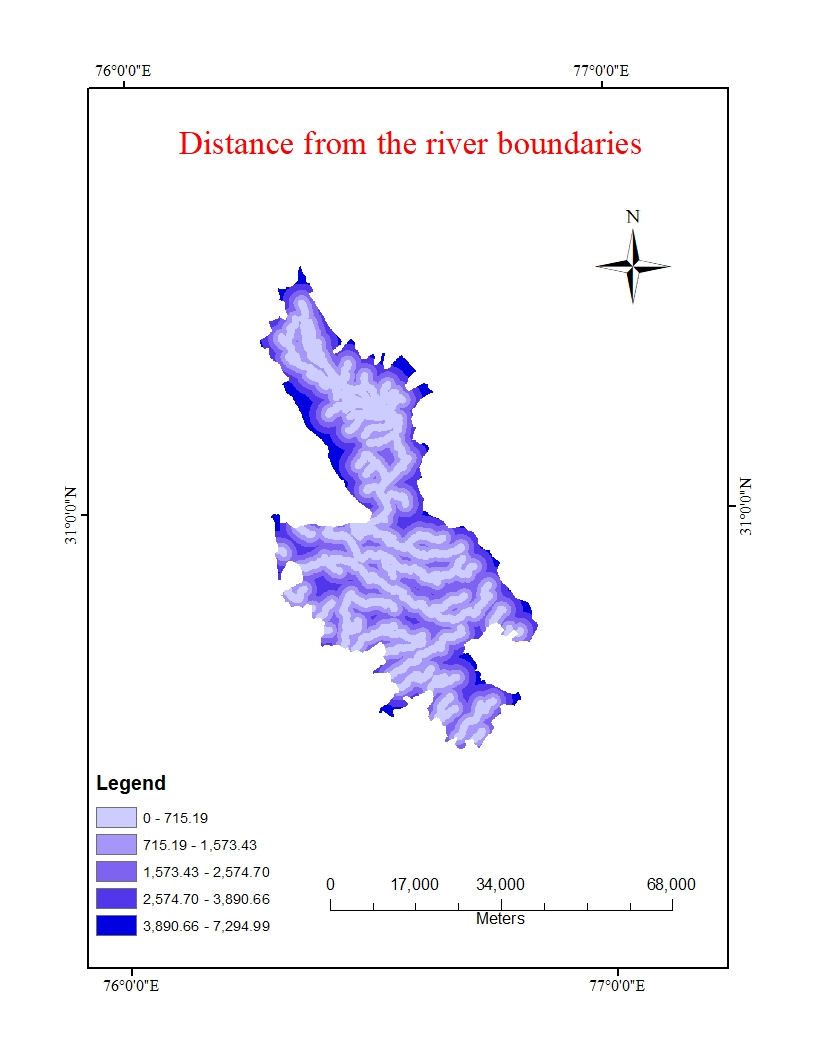 76°0'0"E 77°0'0"E
Distance from the river boundaries
N
31°0'0"N 31°0'0"N
Legend
0 - 715.19
715.19 - 1,573.43
1,573.43 - 2,574.70
2,574.70 - 3,890.66
3,890.66 - 7,294.99
0 17,000 34,000 68,000
Meters
76°0'0"E 77°0'0"E